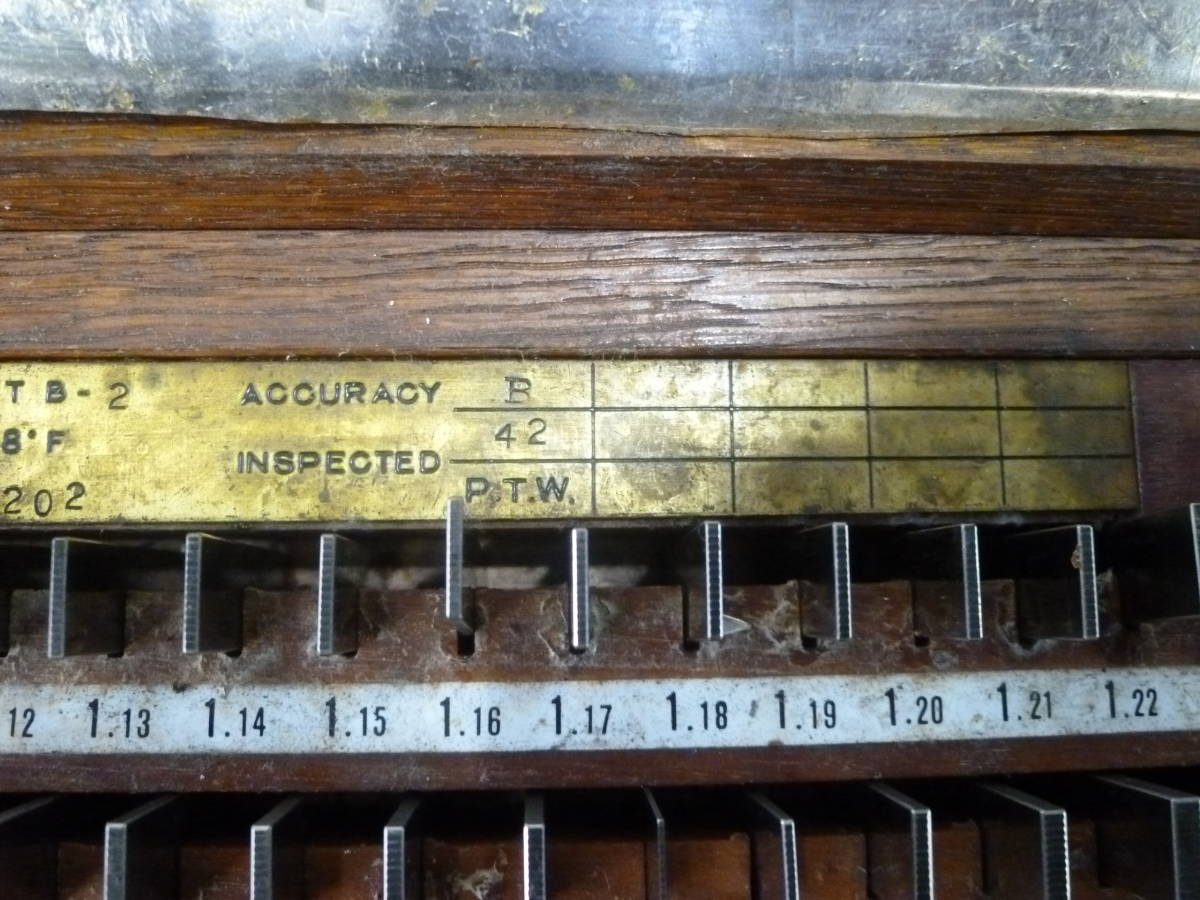 T B-2 ACCURACY B
42
8°F INSPECTED
202 P.T.W.
12 1.13 1.14 1.15 1.16 1.17 1.18 1.19 1.20 1.21 1.22